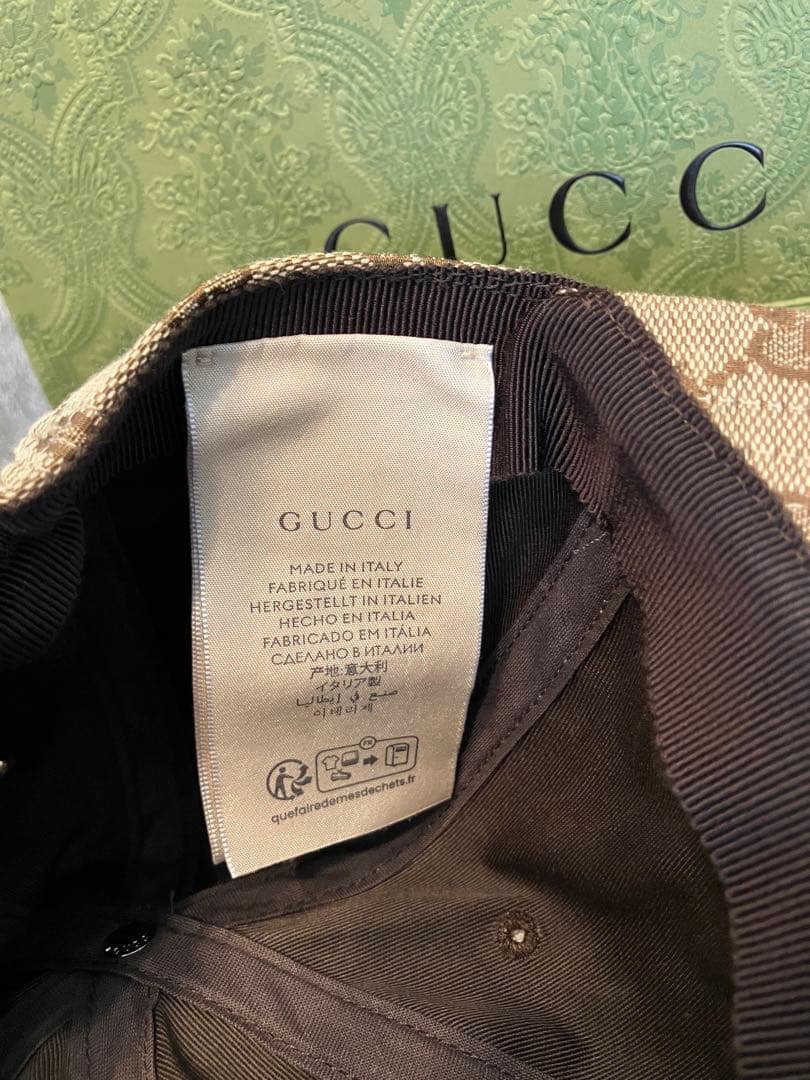 GUCCI
GUCCI
MADE IN ITALY
FABRIQUÉ EN ITALIE
HERGESTELLT IN ITALIEN
HECHO EN ITALIA
FABRICADO EM ITÁLIA
СДЕЛАНО В ИТАЛИИ
产地:意大利
イタリア製
صنع في إيطاليا
이태리제
FR
quefairedemesdechets.fr